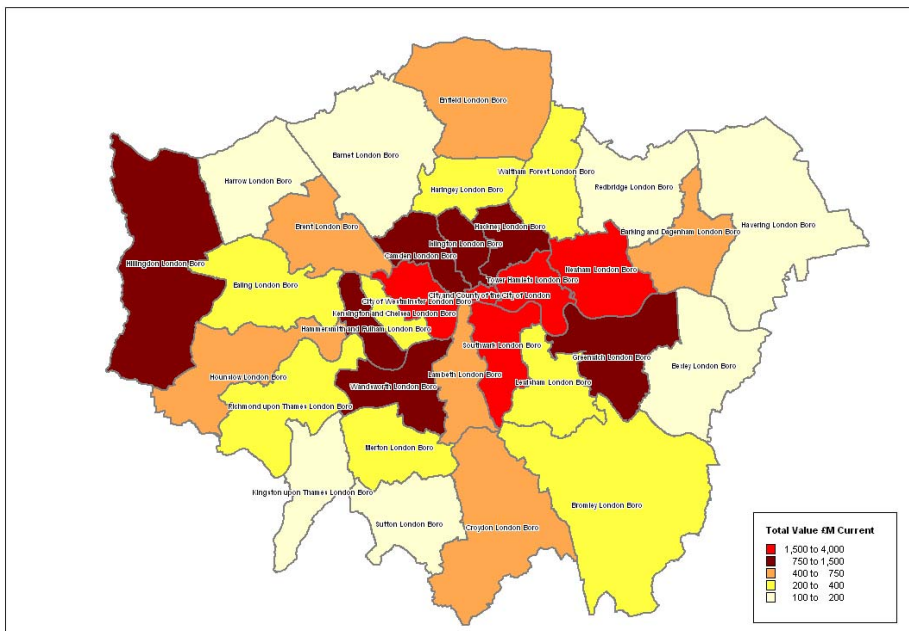 Enfield London Boro
Barnet London Boro
Waltham Forest London Boro
Harrow London Boro
Haringey London Boro
Redbridge London Boro
Havering London Boro
Brent London Boro
Hackney London Boro
Barking and Dagenham London Boro
Islington London Boro
Camden London Boro
Hillingdon London Boro
Newham London Boro
Tower Hamlets London Boro
Ealing London Boro
City and County of the City of London
City of Westminster London Boro
Kensington and Chelsea London Boro
Hammersmith and Fulham London Boro
Southwark London Boro
Greenwich London Boro
Bexley London Boro
Hounslow London Boro
Lambeth London Boro
Wandsworth London Boro
Lewisham London Boro
Richmond upon Thames London Boro
Merton London Boro
Kingston upon Thames London Boro
Bromley London Boro
Sutton London Boro
Croydon London Boro
Total Value £M Current
1,500 to 4,000
750 to 1,500
400 to 750
200 to 400
100 to 200